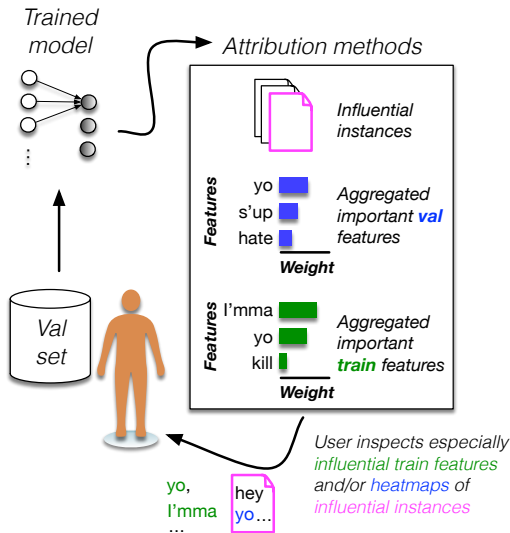 Trained
model
Attribution methods
Influential
instances
Features
yo
s'up
hate
Weight
Aggregated
important val
features
Features
I'mma
yo
kill
Weight
Aggregated
important
train features
Val
set
User inspects especially
influential train features
and/or heatmaps of
influential instances
yo,
I'mma
...
hey
yo...